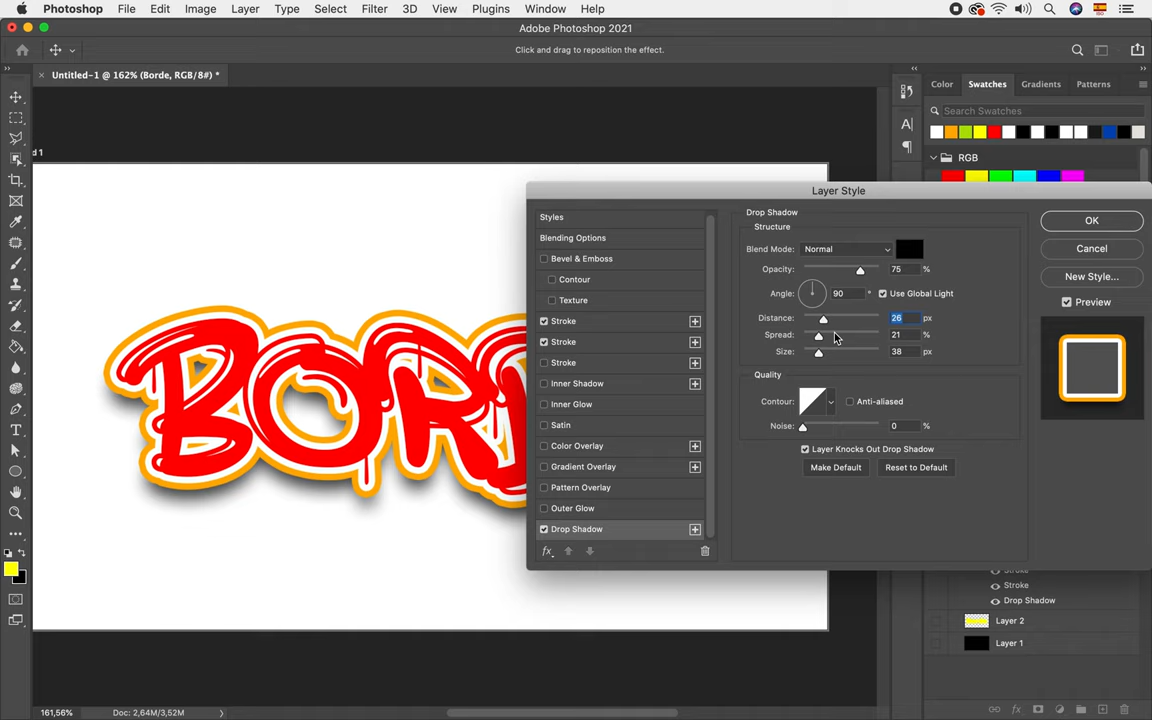 Photoshop File Edit Image Layer Type Select Filter 3D View Plugins Window Help
Adobe Photoshop 2021
Click and drag to reposition the effect.
Untitled-1 @ 162% (Borde, RGB/8#) *
Color Swatches Gradients Patterns
Search Swatches
RGB
d 1
BOR
Layer Style
Styles
Blending Options
Bevel & Emboss
Contour
Texture
Stroke
Stroke
Stroke
Inner Shadow
Inner Glow
Satin
Color Overlay
Gradient Overlay
Pattern Overlay
Outer Glow
Drop Shadow
fx
Drop Shadow
Structure
Blend Mode: Normal
Opacity: 75 %
Angle: 90 ° Use Global Light
Distance: 26 px
Spread: 21 %
Size: 38 px
Quality
Contour: Anti-aliased
Noise: 0 %
Layer Knocks Out Drop Shadow
Make Default Reset to Default
OK
Cancel
New Style...
Preview
Stroke
Stroke
Drop Shadow
Layer 2
Layer 1
fx
161,56% Doc: 2,64M/3,52M